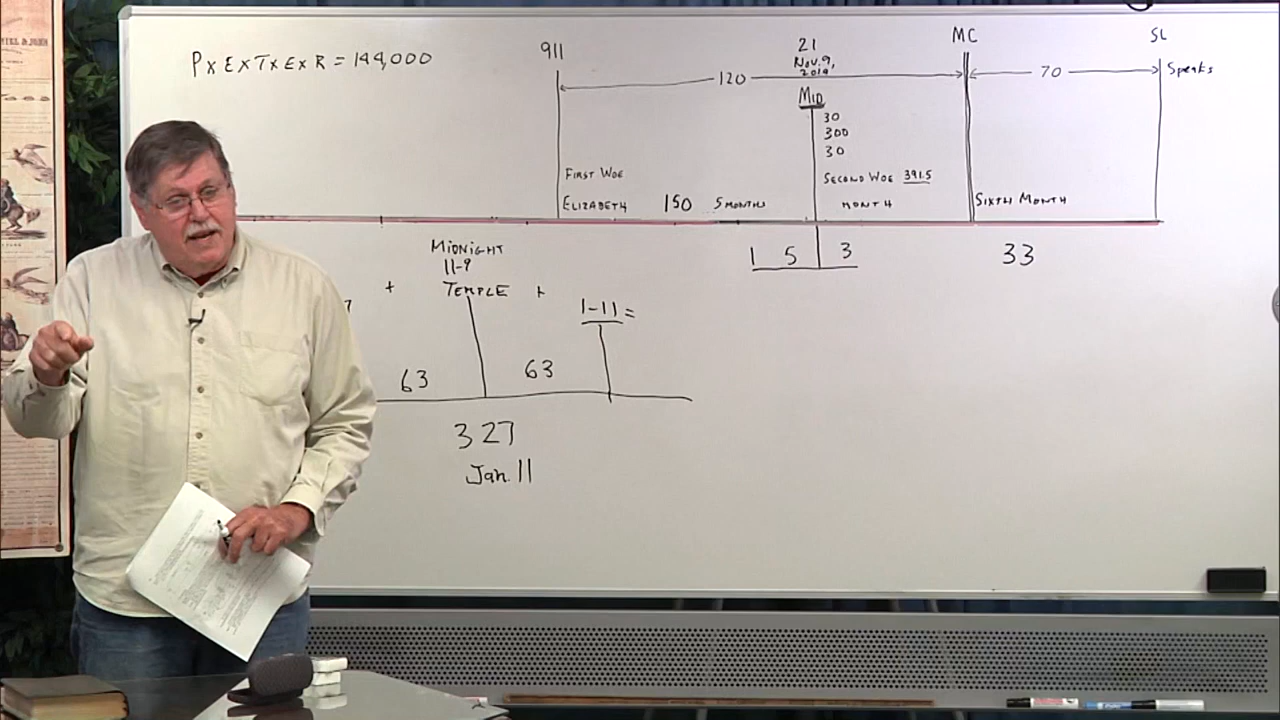 IEL & JOHN
P x E x T x E x R = 144,000
911
21
Nov. 9,
2019
MC
SL
120
70
Speaks
MID
30
300
30
FIRST WOE
SECOND WOE 391.5
ELIZABETH 150 5 MONTHS
MONTH
SIXTH MONTH
1 5 3
33
MIDNIGHT
11-9
+ TEMPLE +
1-11 =
63
63
327
Jan. 11